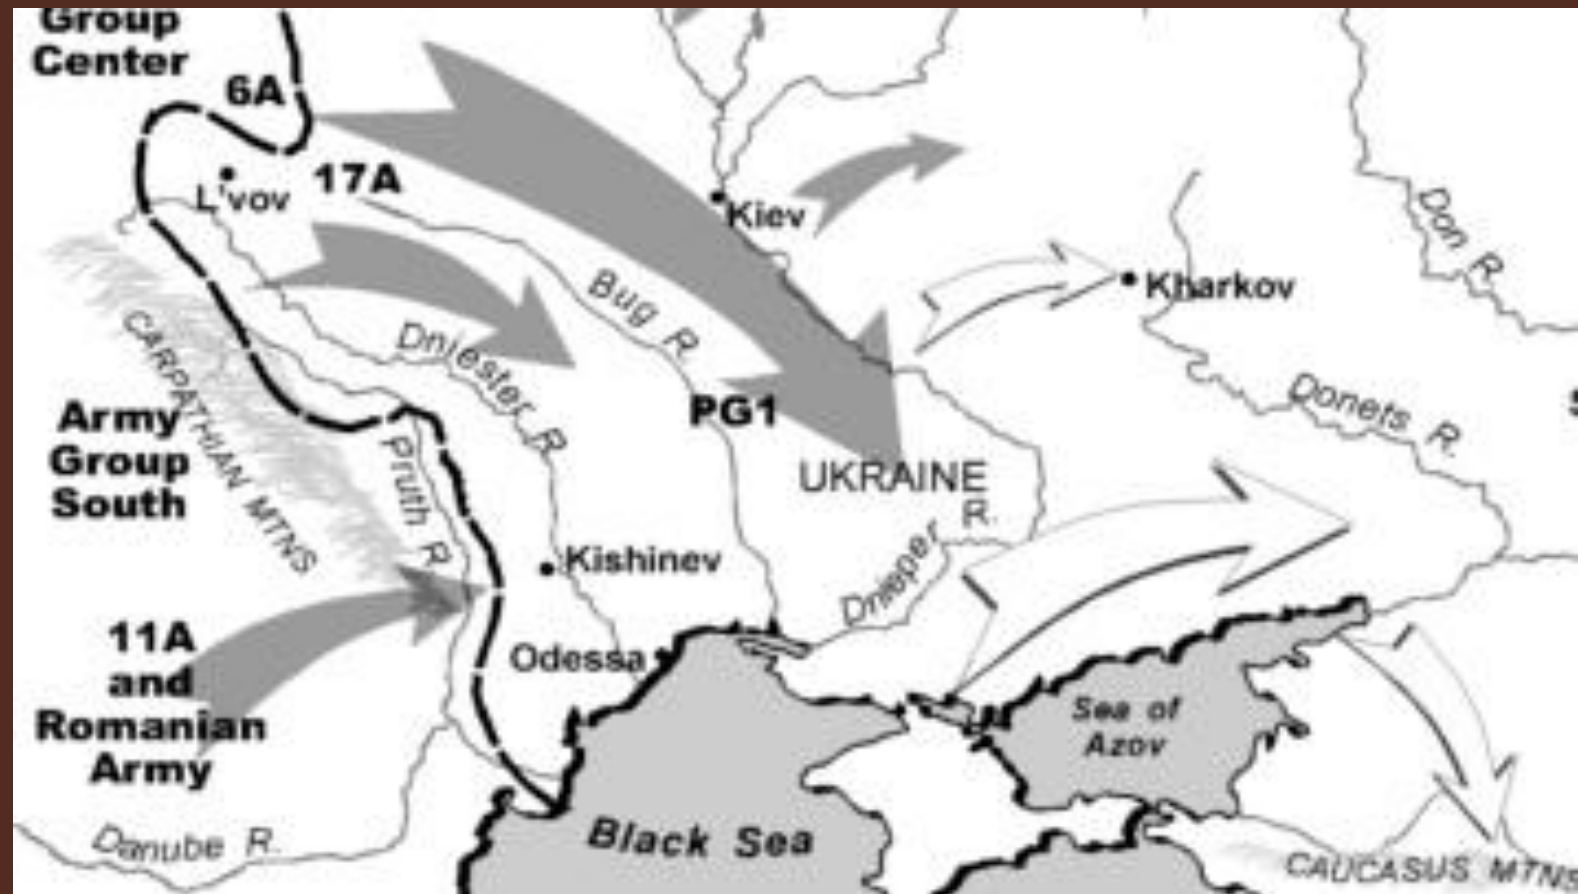 Group
Center
6A
17A
L'vov
Kiev
Don R.
Kharkov
Bug R.
Dniester R.
CARPATHIAN MTNS
Army
Group
South
PG1
Donets R.
Pruth R.
UKRAINE
Dnieper R.
Kishinev
11A
and
Romanian
Army
Odessa
Sea of
Azov
Black Sea
Danube R.
CAUCASUS MTNS